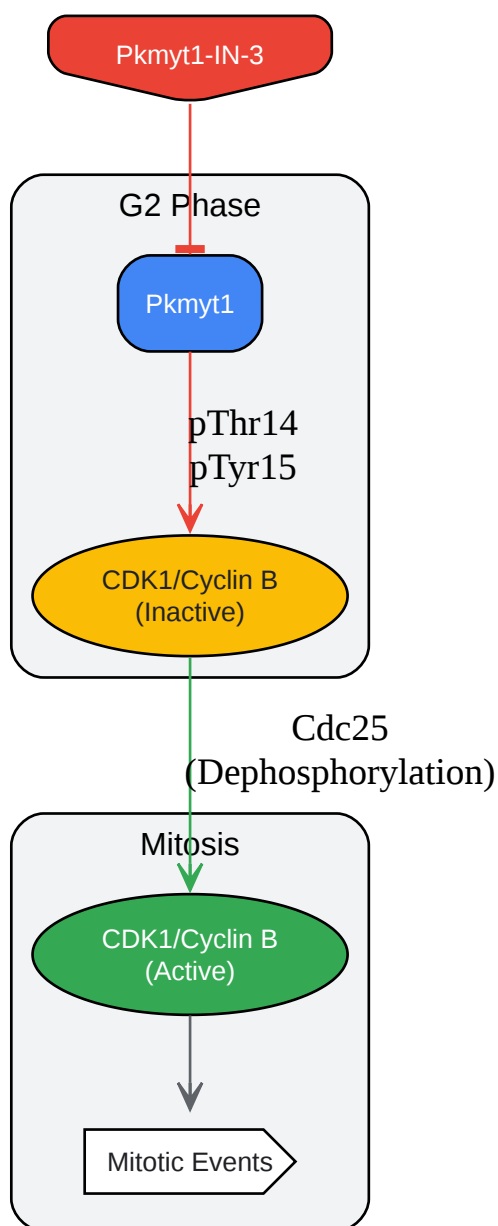 Pkmyt1-IN-3
G2 Phase
Pkmyt1
pThr14
pTyr15
CDK1/Cyclin B
(Inactive)
Cdc25
(Dephosphorylation)
Mitosis
CDK1/Cyclin B
(Active)
Mitotic Events